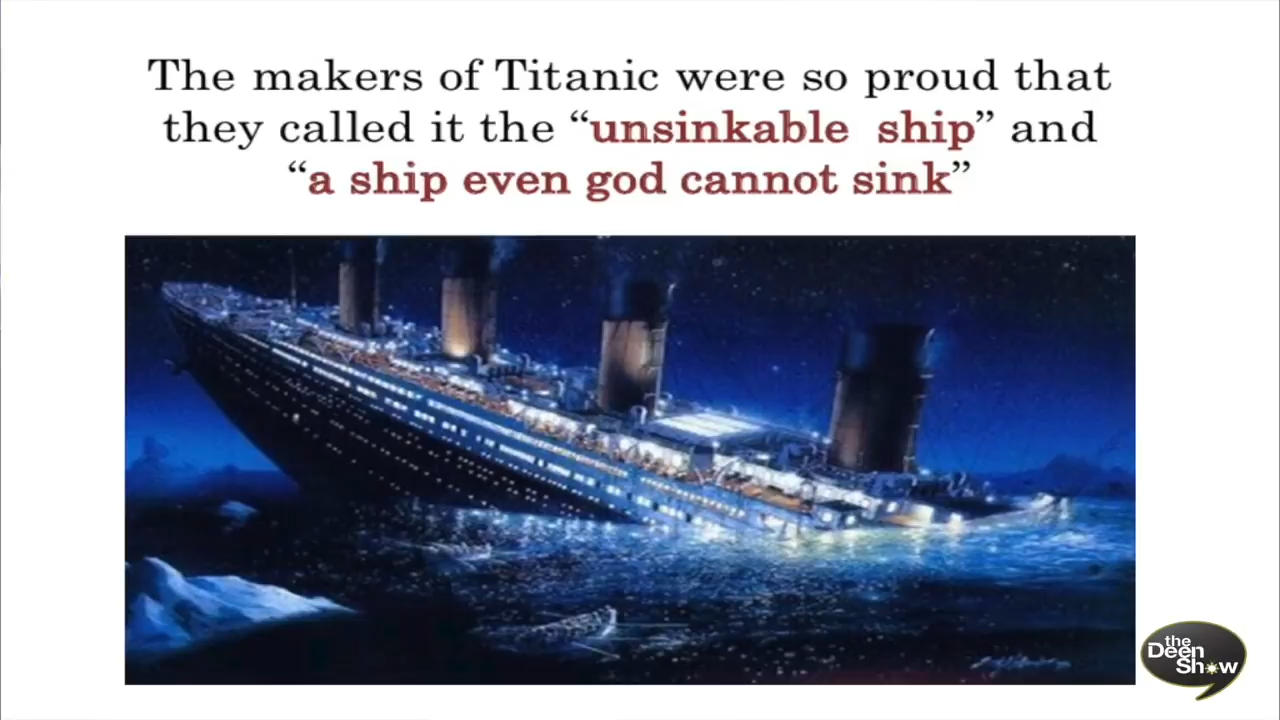 The makers of Titanic were so proud that
they called it the “unsinkable ship” and
“a ship even god cannot sink”
the
Deen
Show